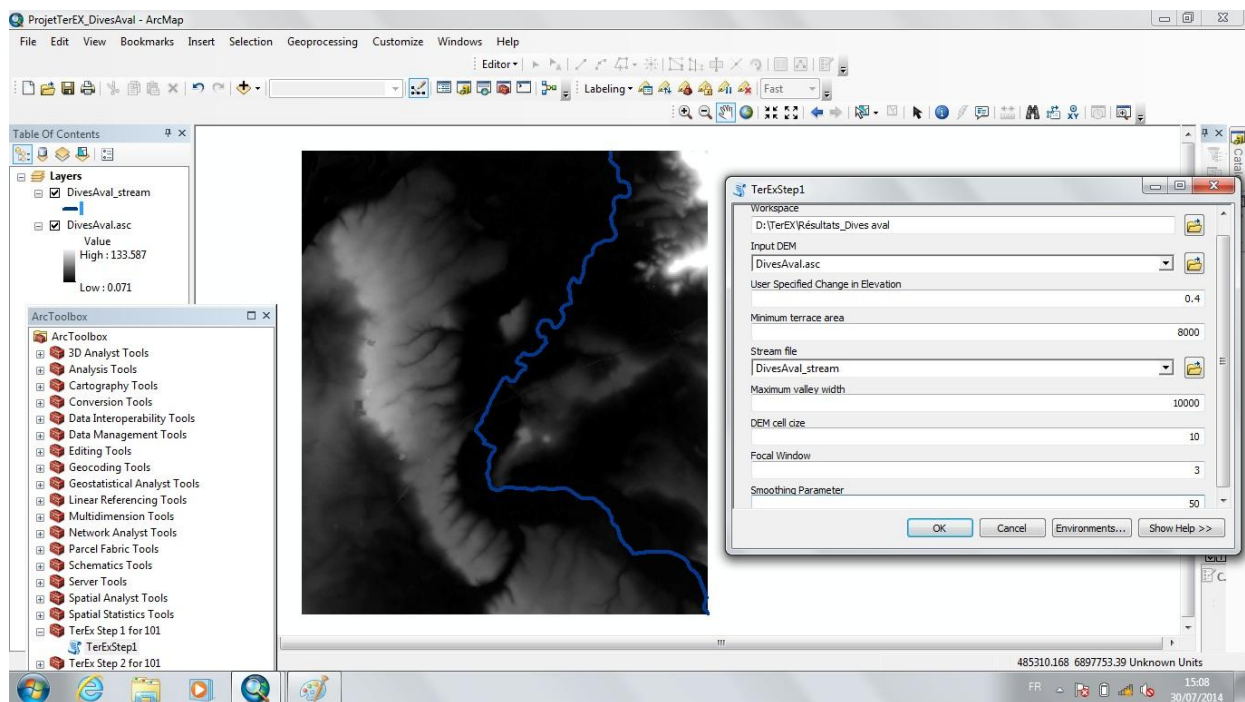 ProjetTerEX_DivesAval - ArcMap
File Edit View Bookmarks Insert Selection Geoprocessing Customize Windows Help
Editor
Labeling Fast
Table Of Contents
Layers
DivesAval_stream
DivesAval.asc
Value
High : 133.587
Low : 0.071
ArcToolbox
ArcToolbox
3D Analyst Tools
Analysis Tools
Cartography Tools
Conversion Tools
Data Interoperability Tools
Data Management Tools
Editing Tools
Geocoding Tools
Geostatistical Analyst Tools
Linear Referencing Tools
Multidimension Tools
Network Analyst Tools
Parcel Fabric Tools
Schematics Tools
Server Tools
Spatial Analyst Tools
Spatial Statistics Tools
TerEx Step 1 for 101
TerExStep1
TerEx Step 2 for 101
TerExStep1
Workspace
D:\TerEX\Résultats_Dives aval
Input DEM
DivesAval.asc
User Specified Change in Elevation
0.4
Minimum terrace area
8000
Stream file
DivesAval_stream
Maximum valley width
10000
DEM cell cize
10
Focal Window
3
Smoothing Parameter
50
OK Cancel Environments... Show Help >>
485310.168 6897753.39 Unknown Units
FR
15:08
30/07/2014